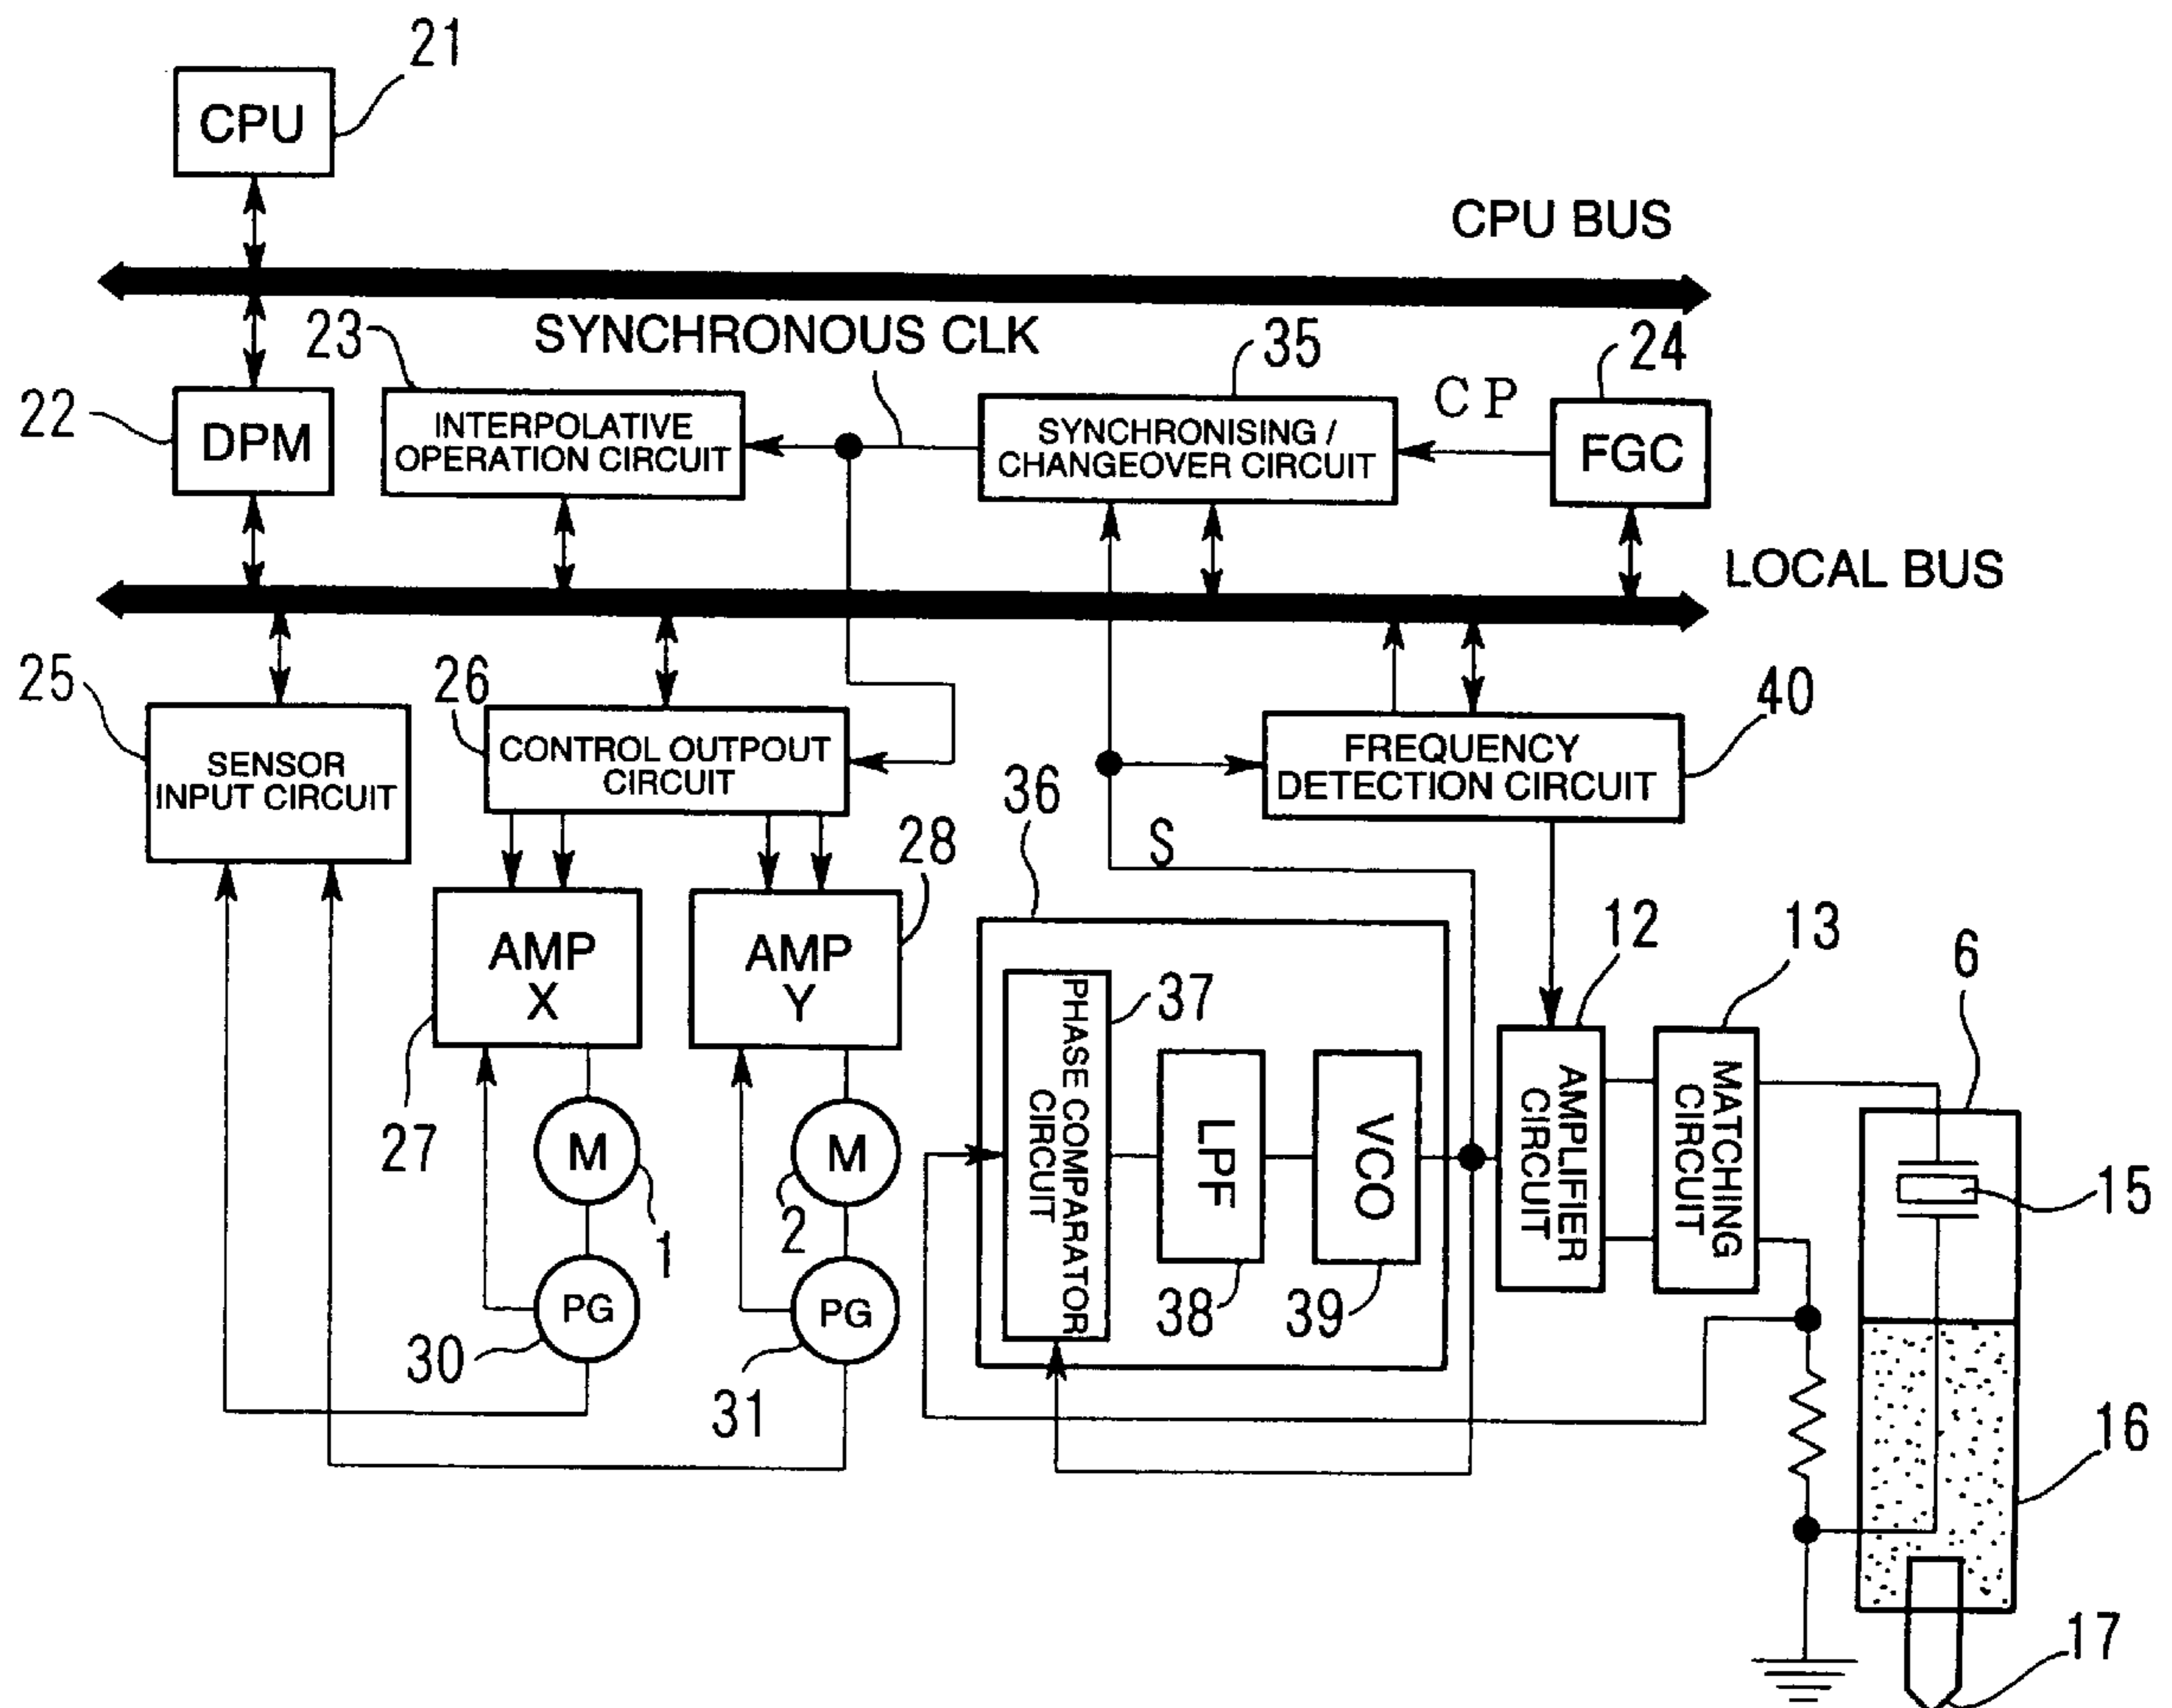 21
CPU
CPU BUS
23
SYNCHRONOUS CLK
35
24
22
DPM
INTERPOLATIVE
OPERATION CIRCUIT
SYNCHRONISING /
CHANGEOVER CIRCUIT
CP
FGC
LOCAL BUS
25
26
40
SENSOR
INPUT CIRCUIT
CONTROL OUTPOUT
CIRCUIT
FREQUENCY
DETECTION CIRCUIT
36
S
28
12
13
6
AMP
X
AMP
Y
37
PHASE COMPARATOR
CIRCUIT
LPF
VCO
AMPLIFIER
CIRCUIT
MATCHING
CIRCUIT
27
M
1
M
2
15
PG
30
PG
31
38
39
16
17